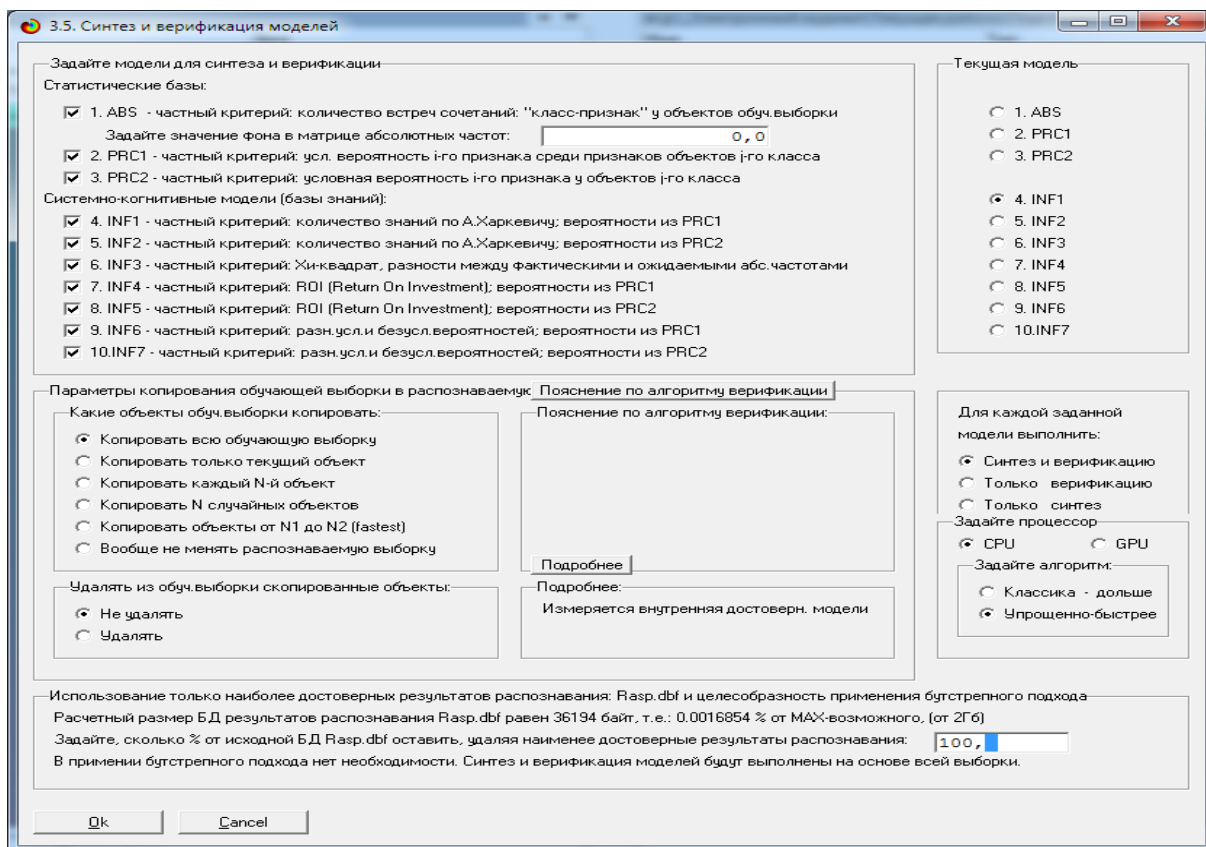 3.5. Синтез и верификация моделей
Задайте модели для синтеза и верификации
Статистические базы:
1. ABS - частный критерий: количество встреч сочетаний: "класс-признак" у объектов обуч.выборки
Задайте значение фона в матрице абсолютных частот: 0,0
2. PRC1 - частный критерий: усл. вероятность i-го признака среди признаков объектов j-го класса
3. PRC2 - частный критерий: условная вероятность i-го признака у объектов j-го класса
Системно-когнитивные модели (базы знаний):
4. INF1 - частный критерий: количество знаний по А.Харкевичу; вероятности из PRC1
5. INF2 - частный критерий: количество знаний по А.Харкевичу; вероятности из PRC2
6. INF3 - частный критерий: Хи-квадрат, разности между фактическими и ожидаемыми абс.частотами
7. INF4 - частный критерий: ROI (Return On Investment); вероятности из PRC1
8. INF5 - частный критерий: ROI (Return On Investment); вероятности из PRC2
9. INF6 - частный критерий: разн.усл.и безусл.вероятностей; вероятности из PRC1
10.INF7 - частный критерий: разн.усл.и безусл.вероятностей; вероятности из PRC2
Текущая модель
1. ABS
2. PRC1
3. PRC2
4. INF1
5. INF2
6. INF3
7. INF4
8. INF5
9. INF6
10.INF7
Параметры копирования обучающей выборки в распознаваемую
Пояснение по алгоритму верификации
Какие объекты обуч.выборки копировать:
Копировать всю обучающую выборку
Копировать только текущий объект
Копировать каждый N-й объект
Копировать N случайных объектов
Копировать объекты от N1 до N2 (fastest)
Вообще не менять распознаваемую выборку
Пояснение по алгоритму верификации:
Подробнее
Удалять из обуч.выборки скопированные объекты:
Не удалять
Удалять
Подробнее:
Измеряется внутренняя достоверн. модели
Для каждой заданной
модели выполнить:
Синтез и верификацию
Только верификацию
Только синтез
Задайте процессор
CPU GPU
Задайте алгоритм:
Классика - дольше
Упрощенно-быстрее
Использование только наиболее достоверных результатов распознавания: Rasp.dbf и целесобразность применения бутстрепного подхода
Расчетный размер БД результатов распознавания Rasp.dbf равен 36194 байт, т.е.: 0.0016854 % от MAX-возможного, (от 2Гб)
Задайте, сколько % от исходной БД Rasp.dbf оставить, удаляя наименее достоверные результаты распознавания: 100,
В примении бутстрепного подхода нет необходимости. Синтез и верификация моделей будут выполнены на основе всей выборки.
Ok Cancel